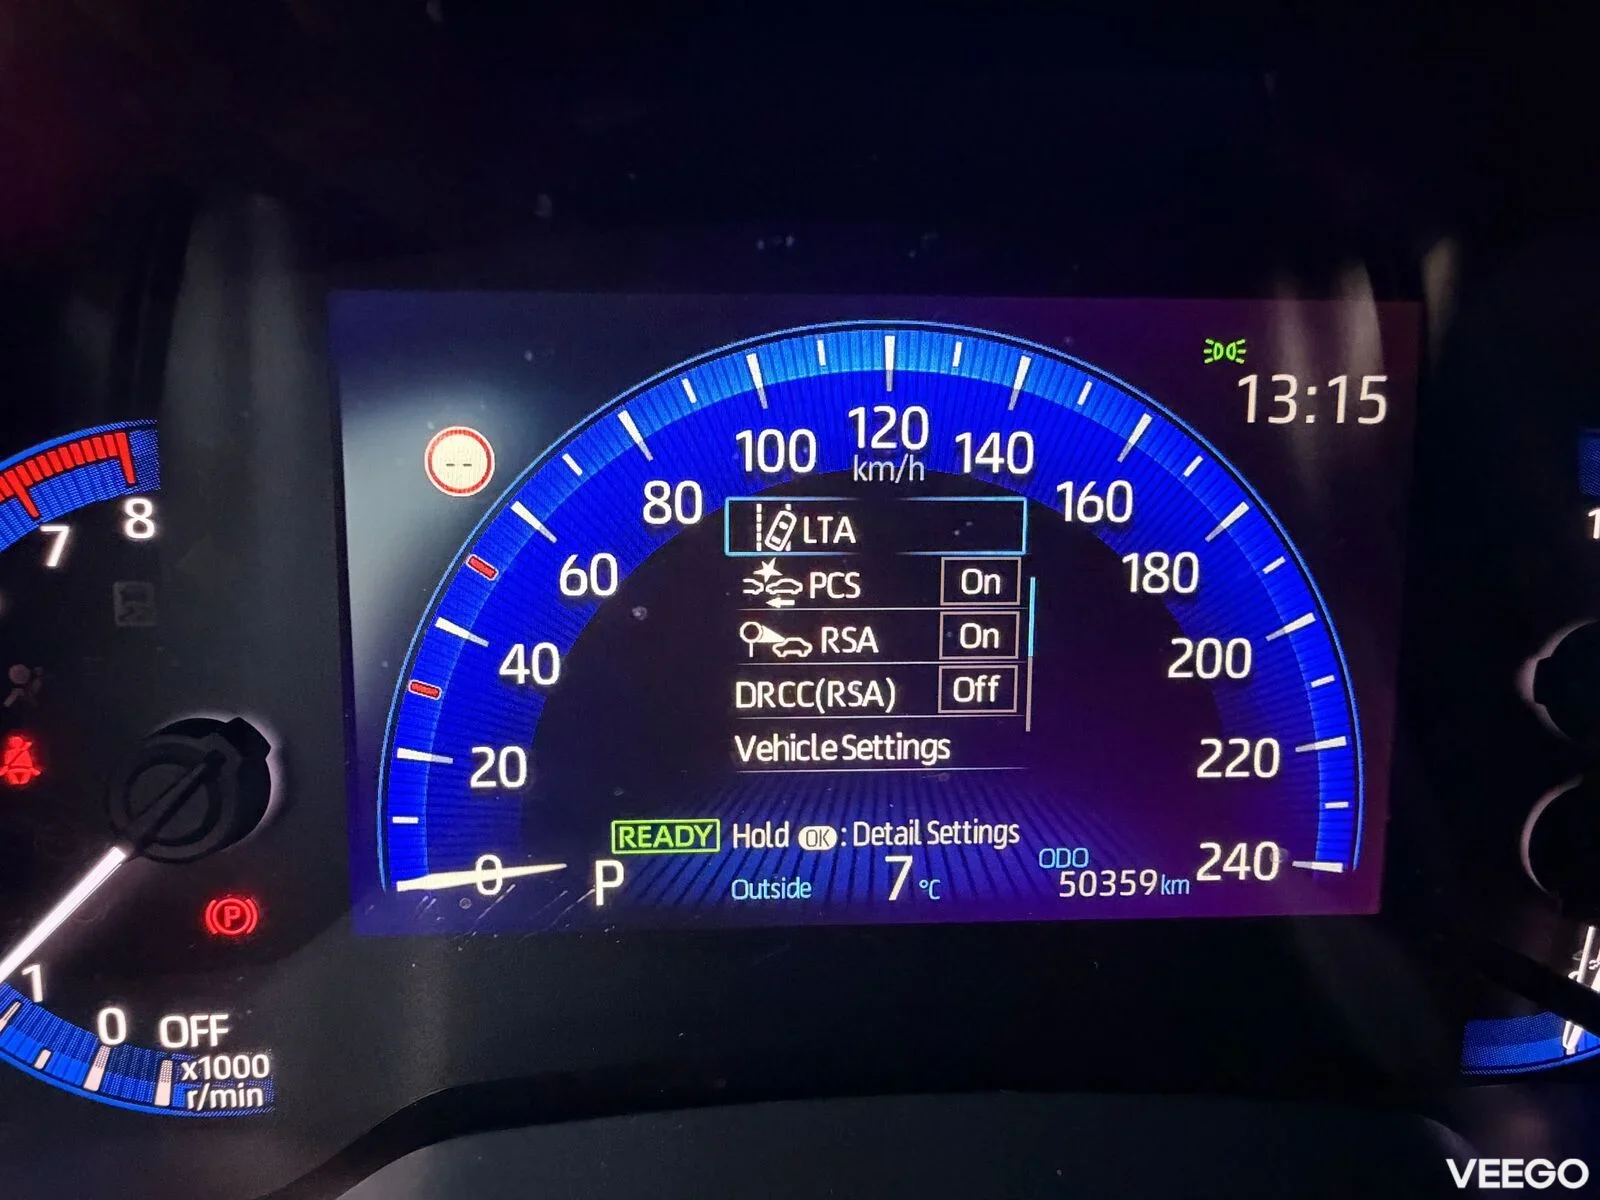 13:15
120
km/h
100
140
80
160
60
180
40
200
20
220
0
240
--
LTA
PCS On
RSA On
DRCC(RSA) Off
Vehicle Settings
READY Hold OK : Detail Settings
P
Outside 7 °C
ODO
50359 km
8
7
1
0
OFF
x1000
r/min
P
VEEGO